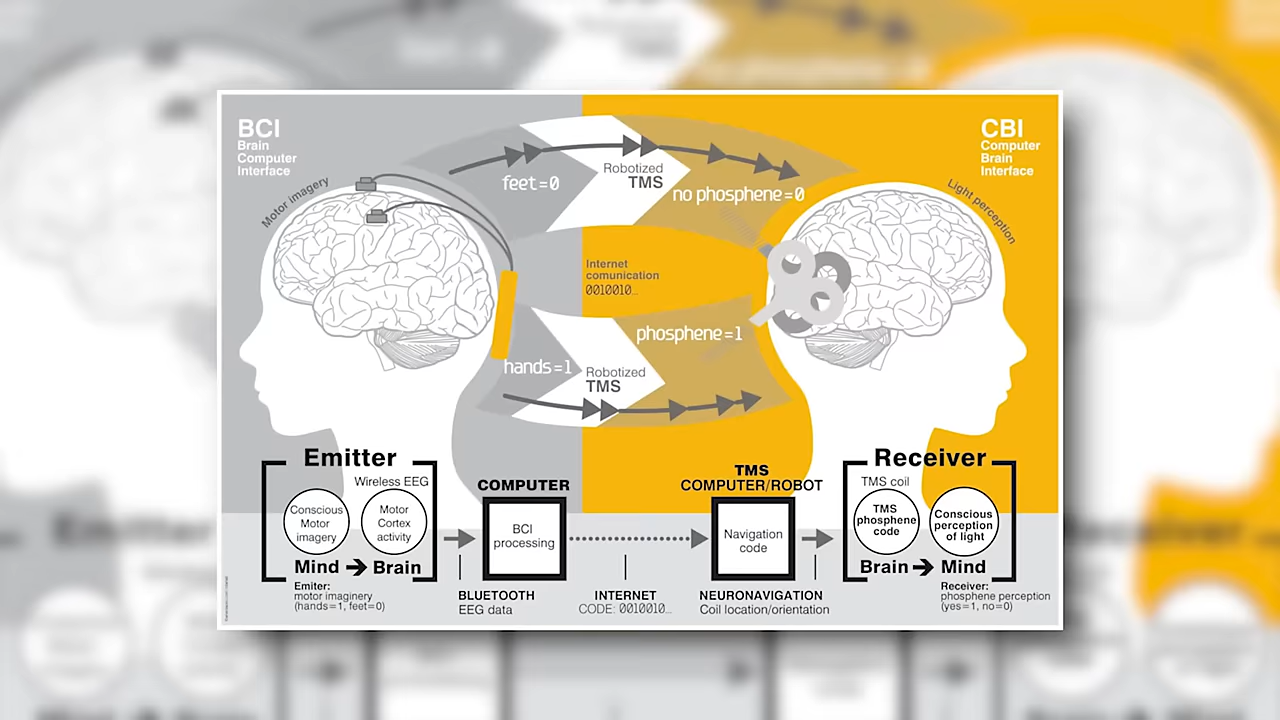 BCI
Brain
Computer
Interface
Motor imagery
feet=0
Robotized
TMS
no phosphene=0
CBI
Computer
Brain
Interface
Light perception
Internet
comunication
0010010...
phosphene=1
hands=1
Robotized
TMS
Emitter
Wireless EEG
Conscious
Motor
imagery
Motor
Cortex
activity
Mind
Brain
Emiter:
motor imaginery
(hands=1, feet=0)
COMPUTER
BCI
processing
BLUETOOTH
EEG data
INTERNET
CODE: 0010010...
TMS
COMPUTER/ROBOT
Navigation
code
NEURONAVIGATION
Coil location/orientation
Receiver
TMS coil
TMS
phosphene
code
Conscious
perception
of light
Brain
Mind
Receiver:
phosphene perception
(yes=1, no=0)